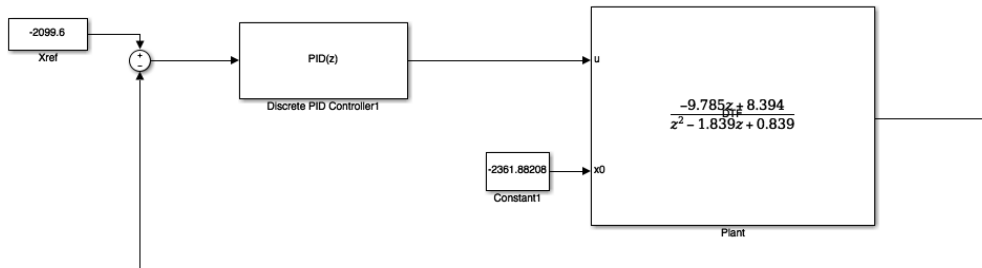 -2099.6
Xref
+
−
PID(z)
Discrete PID Controller1
u
-9.785z + 8.394
DTF
z² − 1.839z + 0.839
-2361.88208
x0
Constant1
Plant